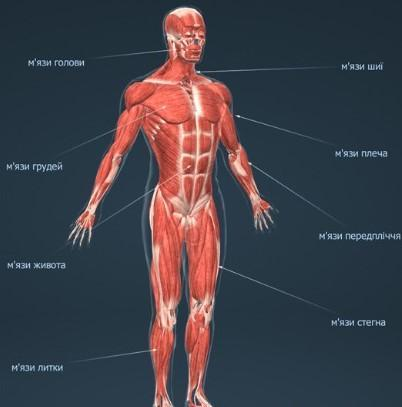 м'язи голови
м'язи шиї
м'язи плеча
м'язи грудей
м'язи передпліччя
м'язи живота
м'язи стегна
м'язи литки